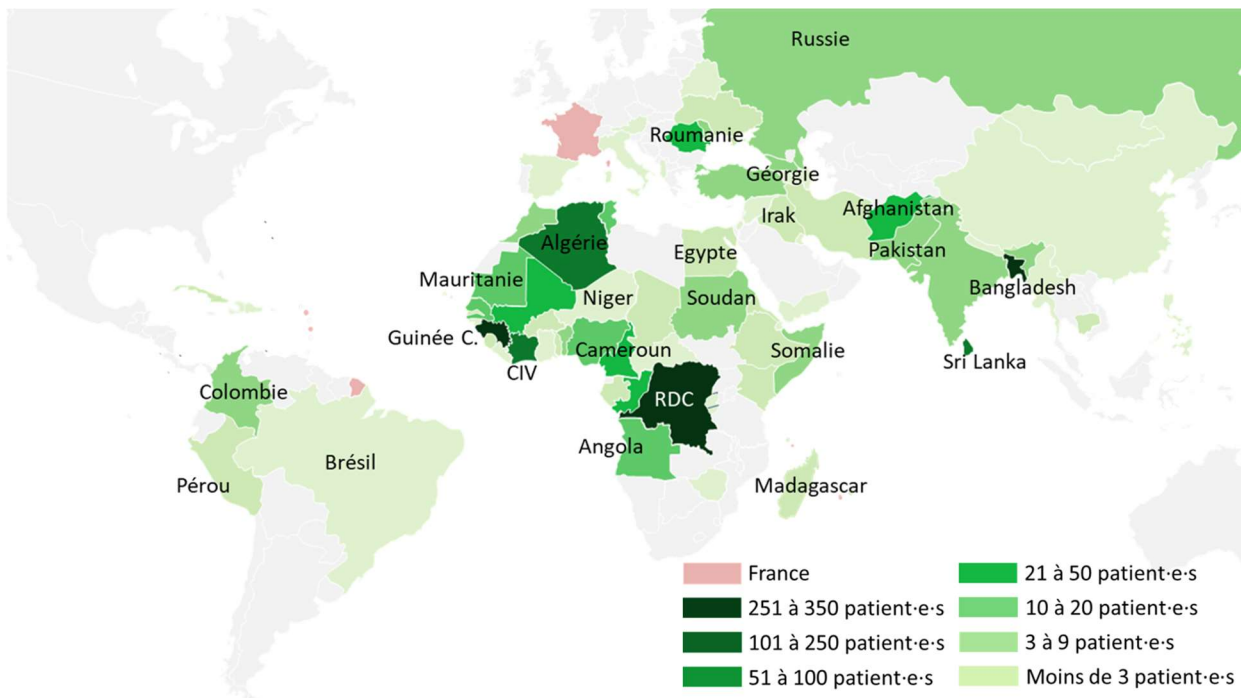 Russie
Roumanie
Géorgie
Irak
Afghanistan
Algérie
Egypte
Pakistan
Mauritanie
Niger
Soudan
Bangladesh
Guinée C.
Cameroun
Somalie
Sri Lanka
CIV
Colombie
RDC
Angola
Brésil
Pérou
Madagascar
France
251 à 350 patient·e·s
101 à 250 patient·e·s
51 à 100 patient·e·s
21 à 50 patient·e·s
10 à 20 patient·e·s
3 à 9 patient·e·s
Moins de 3 patient·e·s